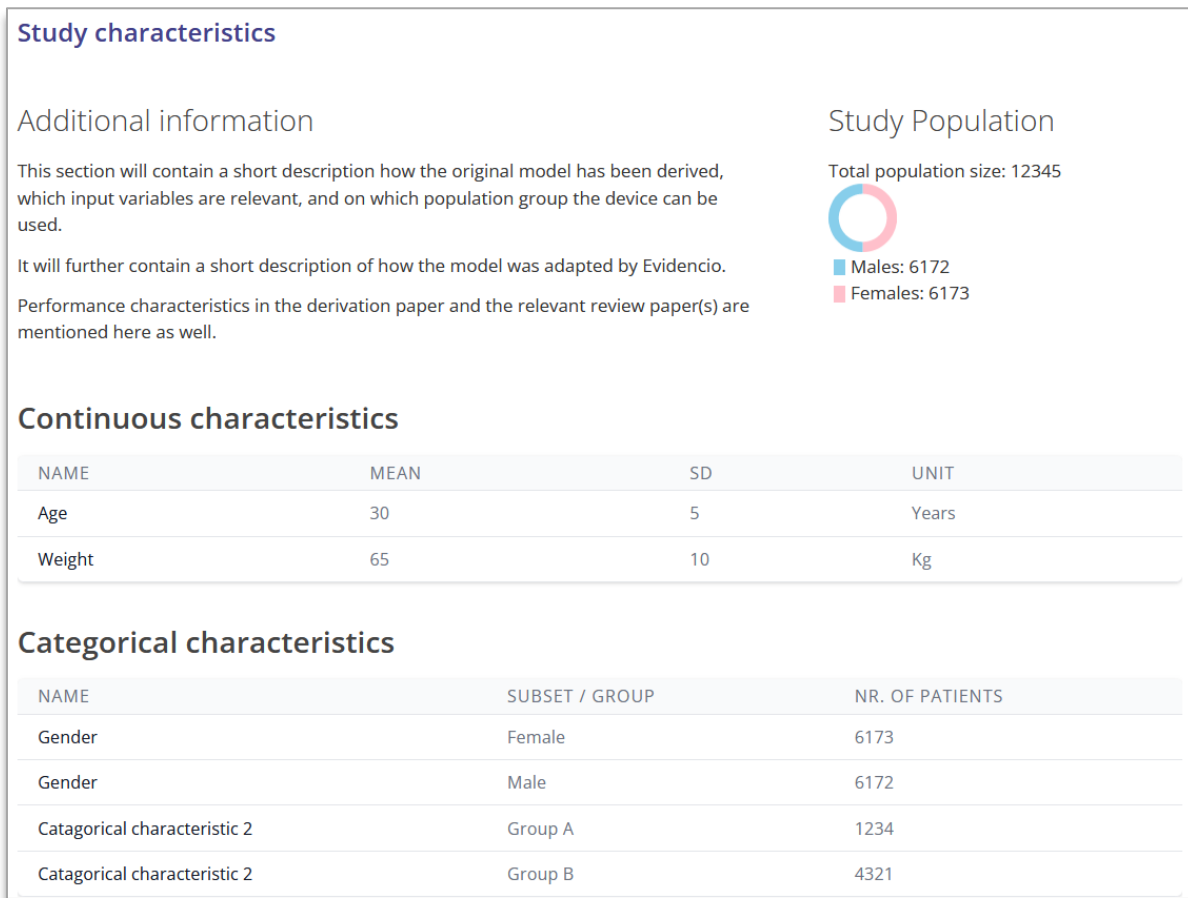 Study characteristics
Additional information
This section will contain a short description how the original model has been derived,
which input variables are relevant, and on which population group the device can be
used.
It will further contain a short description of how the model was adapted by Evidencio.
Performance characteristics in the derivation paper and the relevant review paper(s) are
mentioned here as well.
Study Population
Total population size: 12345
Males: 6172
Females: 6173
Continuous characteristics
NAME MEAN SD UNIT
Age 30 5 Years
Weight 65 10 Kg
Categorical characteristics
NAME SUBSET / GROUP NR. OF PATIENTS
Gender Female 6173
Gender Male 6172
Catagorical characteristic 2 Group A 1234
Catagorical characteristic 2 Group B 4321